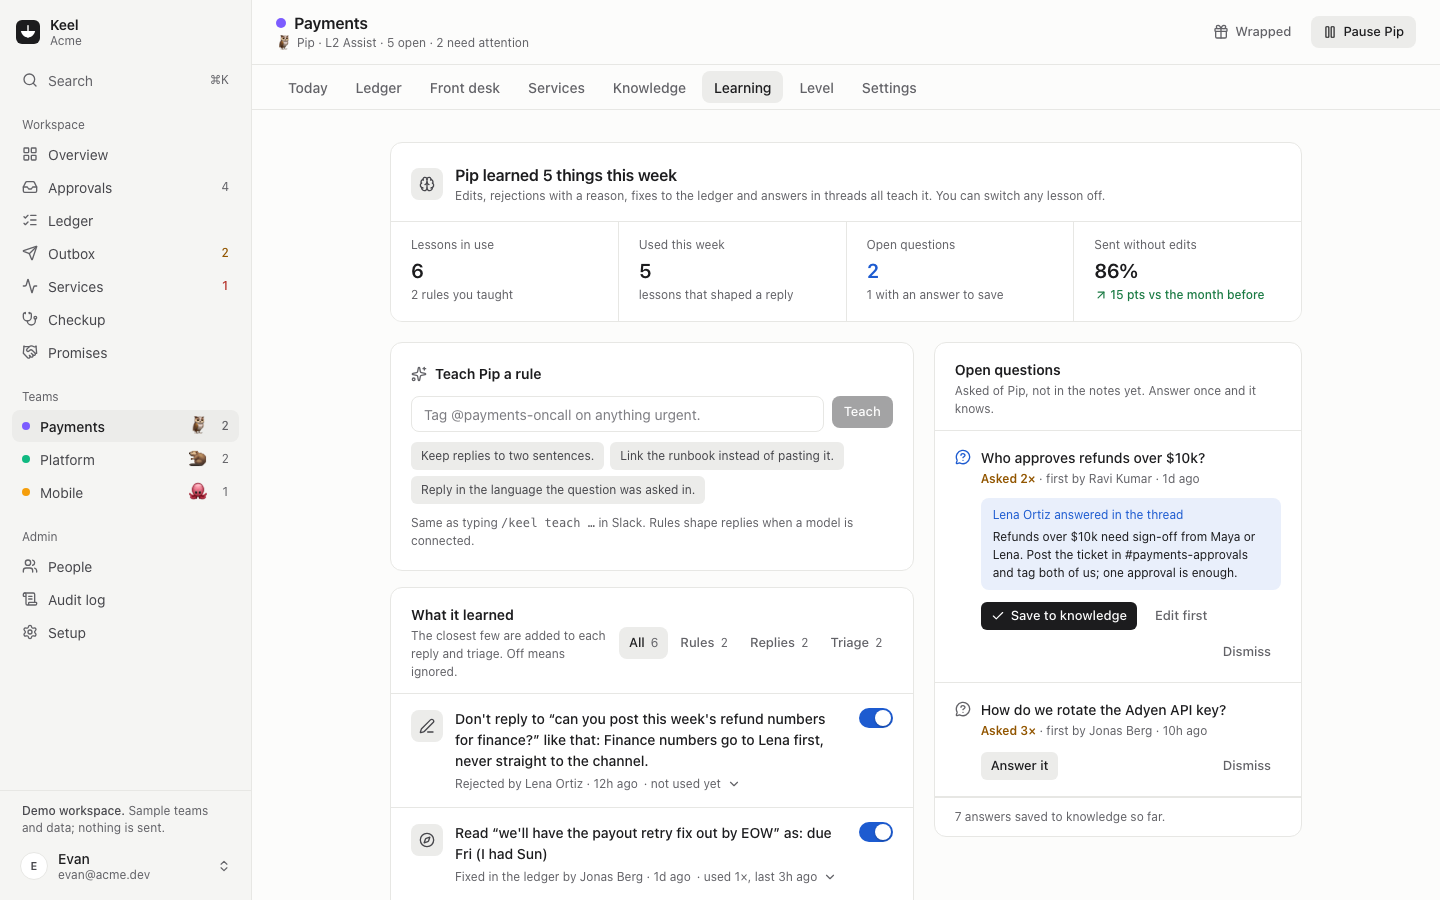 Keel
Acme
Search ⌘K
Workspace
Overview
Approvals 4
Ledger
Outbox 2
Services 1
Checkup
Promises
Teams
Payments 2
Platform 2
Mobile 1
Admin
People
Audit log
Setup
Demo workspace. Sample teams
and data; nothing is sent.
E
Evan
evan@acme.dev
Payments
Pip · L2 Assist · 5 open · 2 need attention
Wrapped
Pause Pip
Today Ledger Front desk Services Knowledge Learning Level Settings
Pip learned 5 things this week
Edits, rejections with a reason, fixes to the ledger and answers in threads all teach it. You can switch any lesson off.
Lessons in use
6
2 rules you taught
Used this week
5
lessons that shaped a reply
Open questions
2
1 with an answer to save
Sent without edits
86%
15 pts vs the month before
Teach Pip a rule
Tag @payments-oncall on anything urgent.
Teach
Keep replies to two sentences.
Link the runbook instead of pasting it.
Reply in the language the question was asked in.
Same as typing /keel teach … in Slack. Rules shape replies when a model is
connected.
What it learned
The closest few are added to each
reply and triage. Off means
ignored.
All 6 Rules 2 Replies 2 Triage 2
Don't reply to “can you post this week's refund numbers
for finance?” like that: Finance numbers go to Lena first,
never straight to the channel.
Rejected by Lena Ortiz · 12h ago · not used yet
Read “we'll have the payout retry fix out by EOW” as: due
Fri (I had Sun)
Fixed in the ledger by Jonas Berg · 1d ago · used 1×, last 3h ago
Open questions
Asked of Pip, not in the notes yet. Answer once and it
knows.
Who approves refunds over $10k?
Asked 2× · first by Ravi Kumar · 1d ago
Lena Ortiz answered in the thread
Refunds over $10k need sign-off from Maya or
Lena. Post the ticket in #payments-approvals
and tag both of us; one approval is enough.
Save to knowledge
Edit first
Dismiss
How do we rotate the Adyen API key?
Asked 3× · first by Jonas Berg · 10h ago
Answer it
Dismiss
7 answers saved to knowledge so far.